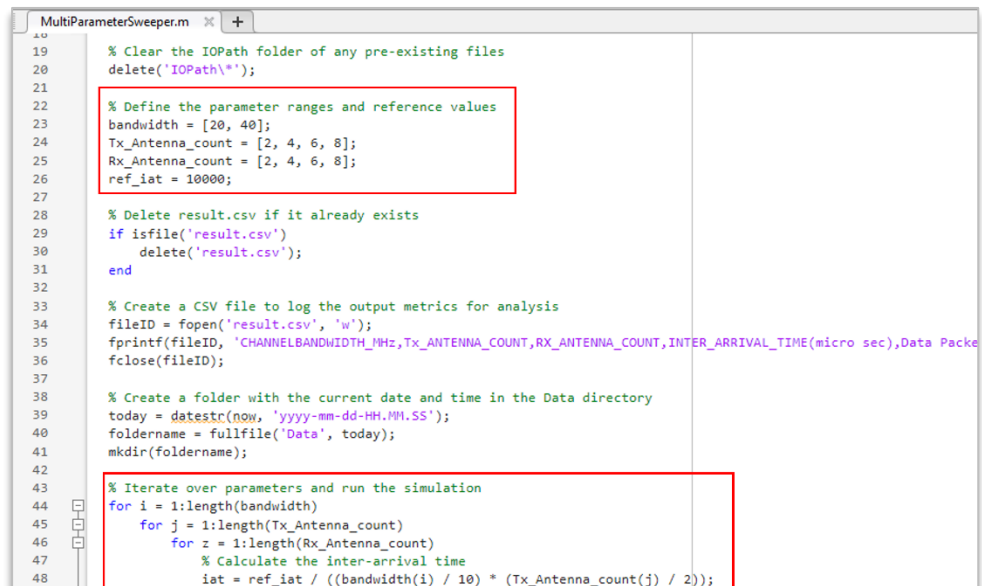 MultiParameterSweeper.m × +
18
19 % Clear the IOPath folder of any pre-existing files
20 delete('IOPath\*');
21
22 % Define the parameter ranges and reference values
23 bandwidth = [20, 40];
24 Tx_Antenna_count = [2, 4, 6, 8];
25 Rx_Antenna_count = [2, 4, 6, 8];
26 ref_iat = 10000;
27
28 % Delete result.csv if it already exists
29 if isfile('result.csv')
30 delete('result.csv');
31 end
32
33 % Create a CSV file to log the output metrics for analysis
34 fileID = fopen('result.csv', 'w');
35 fprintf(fileID, 'CHANNELBANDWIDTH_MHz,Tx_ANTENNA_COUNT,RX_ANTENNA_COUNT,INTER_ARRIVAL_TIME(micro sec),Data Packe
36 fclose(fileID);
37
38 % Create a folder with the current date and time in the Data directory
39 today = datestr(now, 'yyyy-mm-dd-HH.MM.SS');
40 foldername = fullfile('Data', today);
41 mkdir(foldername);
42
43 % Iterate over parameters and run the simulation
44 for i = 1:length(bandwidth)
45 for j = 1:length(Tx_Antenna_count)
46 for z = 1:length(Rx_Antenna_count)
47 % Calculate the inter-arrival time
48 iat = ref_iat / ((bandwidth(i) / 10) * (Tx_Antenna_count(j) / 2));